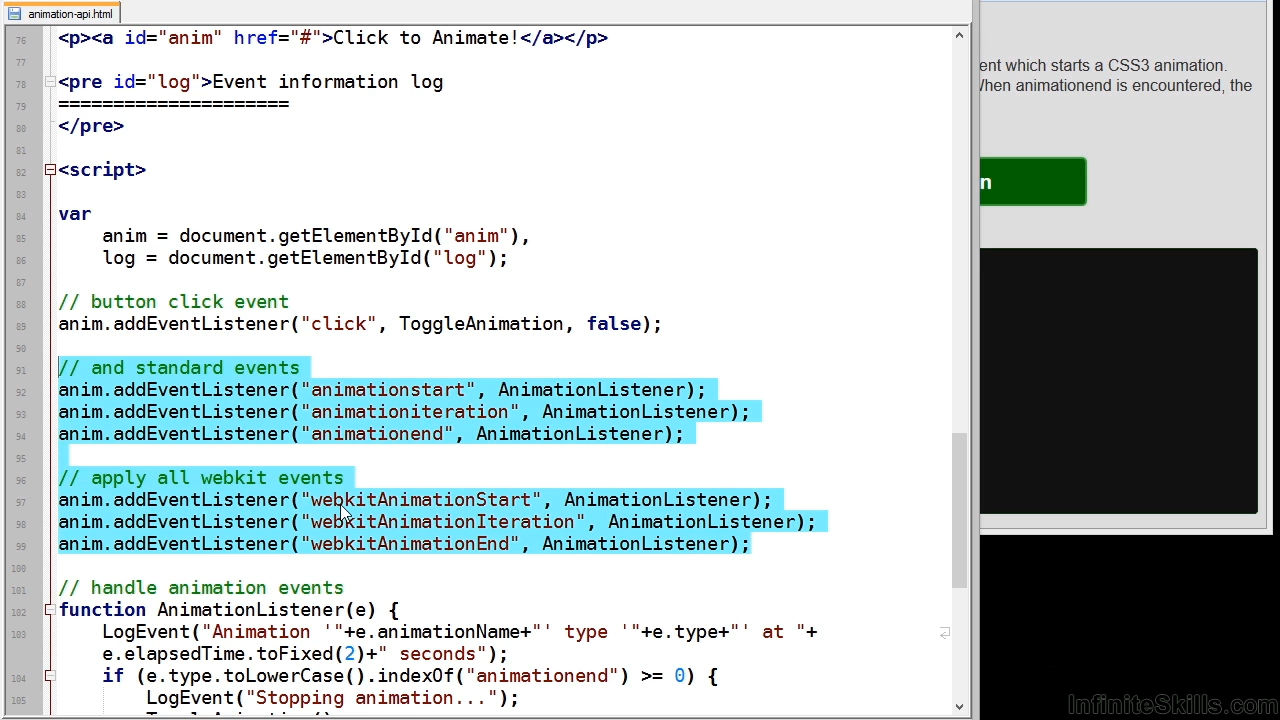 animation-api.html
76 <p><a id="anim" href="#">Click to Animate!</a></p>
77
78 <pre id="log">Event information log
79 =====================
80 </pre>
81
82 <script>
83
84 var
85 anim = document.getElementById("anim"),
86 log = document.getElementById("log");
87
88 // button click event
89 anim.addEventListener("click", ToggleAnimation, false);
90
91 // and standard events
92 anim.addEventListener("animationstart", AnimationListener);
93 anim.addEventListener("animationiteration", AnimationListener);
94 anim.addEventListener("animationend", AnimationListener);
95
96 // apply all webkit events
97 anim.addEventListener("webkitAnimationStart", AnimationListener);
98 anim.addEventListener("webkitAnimationIteration", AnimationListener);
99 anim.addEventListener("webkitAnimationEnd", AnimationListener);
100
101 // handle animation events
102 function AnimationListener(e) {
103 LogEvent("Animation '"+e.animationName+"' type '"+e.type+"' at "+
e.elapsedTime.toFixed(2)+" seconds");
104 if (e.type.toLowerCase().indexOf("animationend") >= 0) {
105 LogEvent("Stopping animation...");
ent which starts a CSS3 animation.
When animationend is encountered, the
n
InfiniteSkills.com